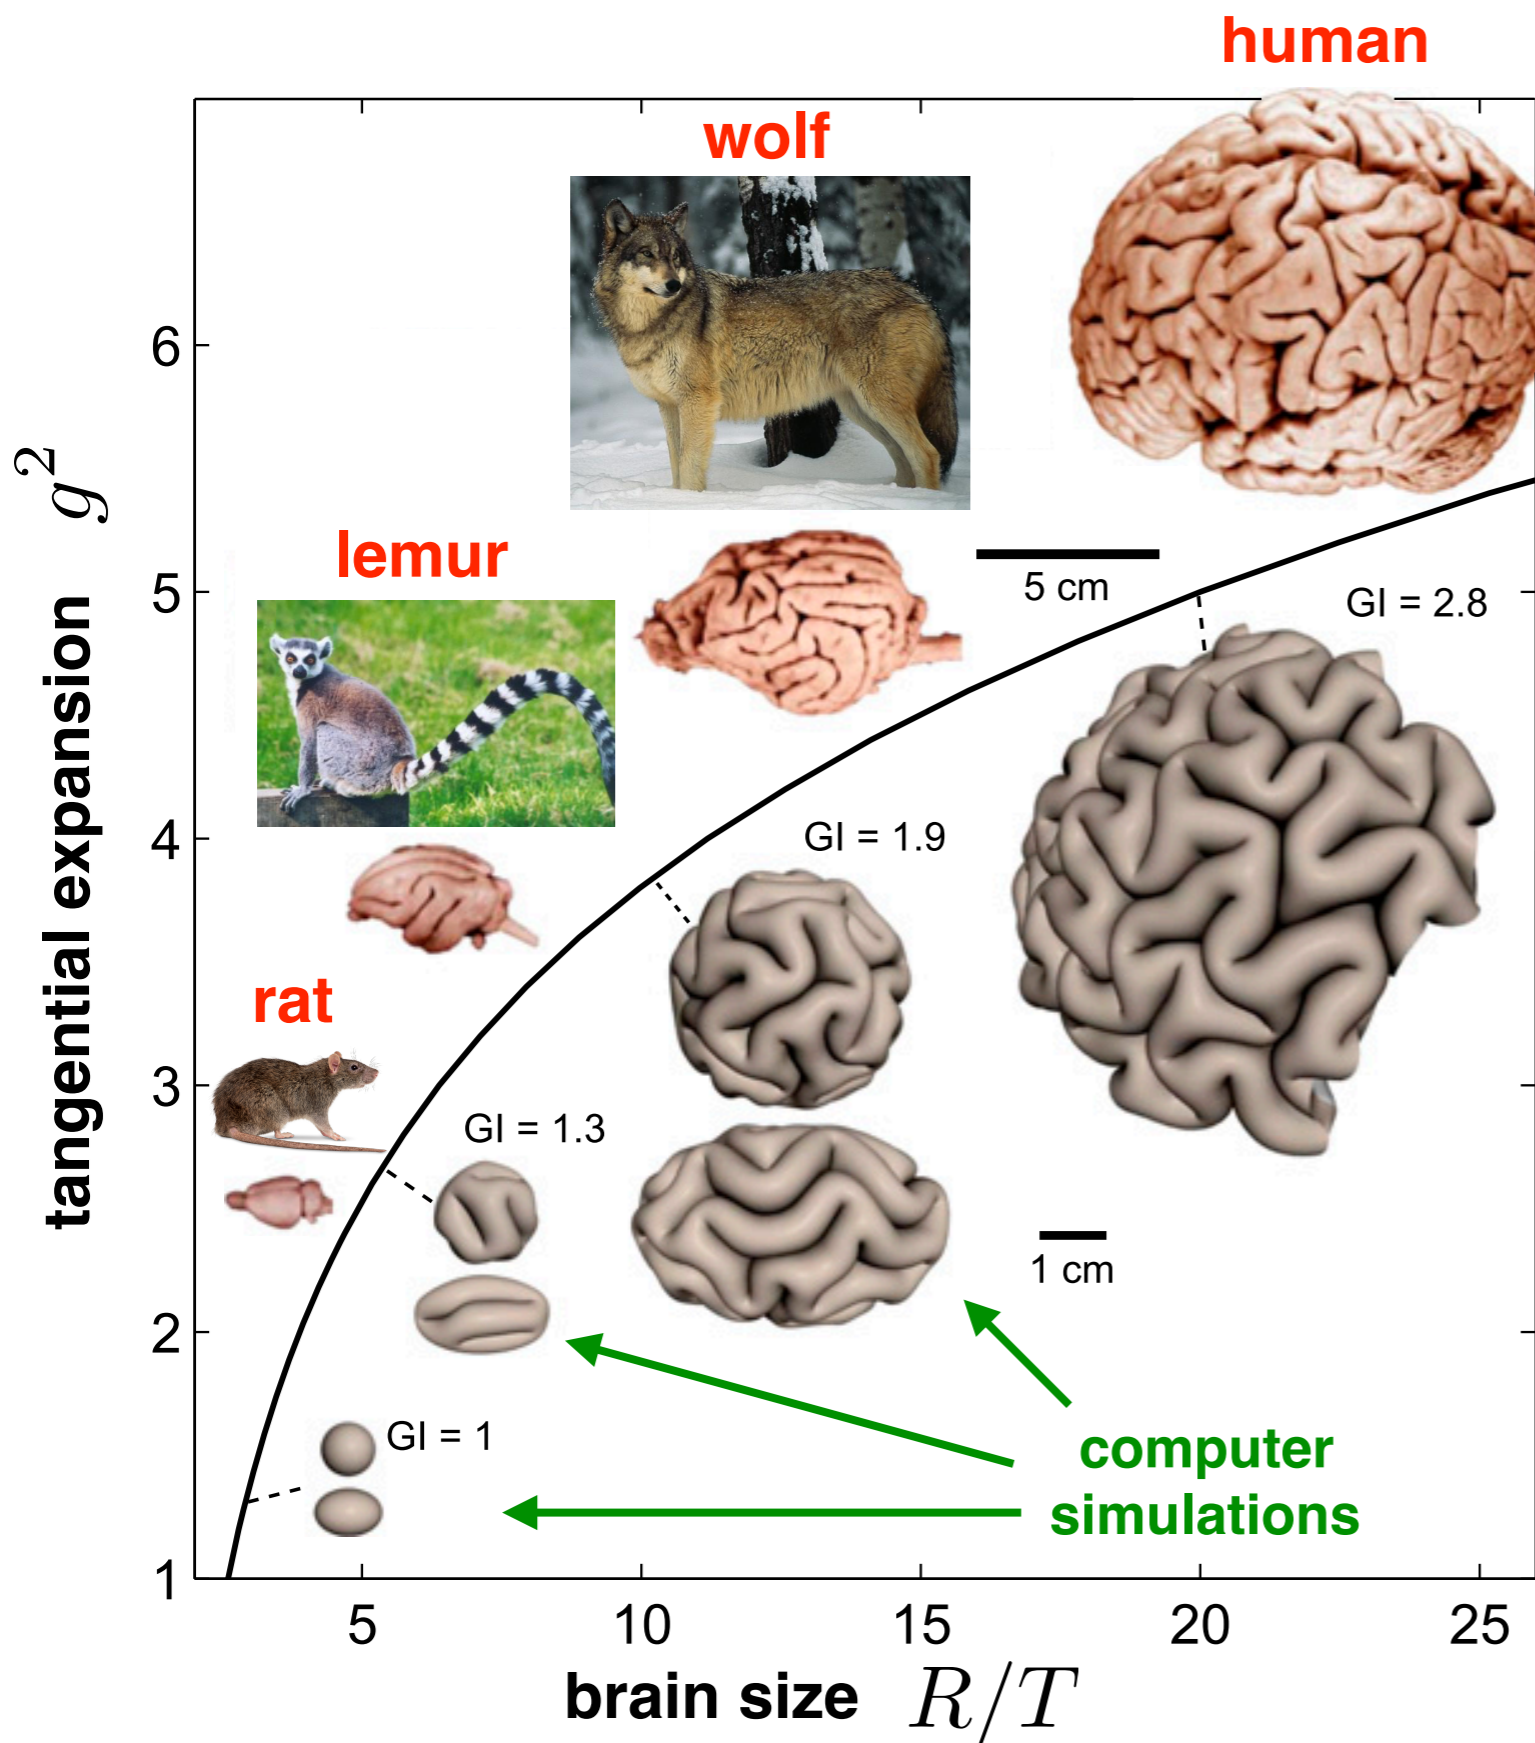 human
wolf
lemur
rat
5 cm
GI = 2.8
GI = 1.9
GI = 1.3
GI = 1
1 cm
computer
simulations
6
5
4
3
2
1
tangential expansion g²
5 10 15 20 25
brain size R/T